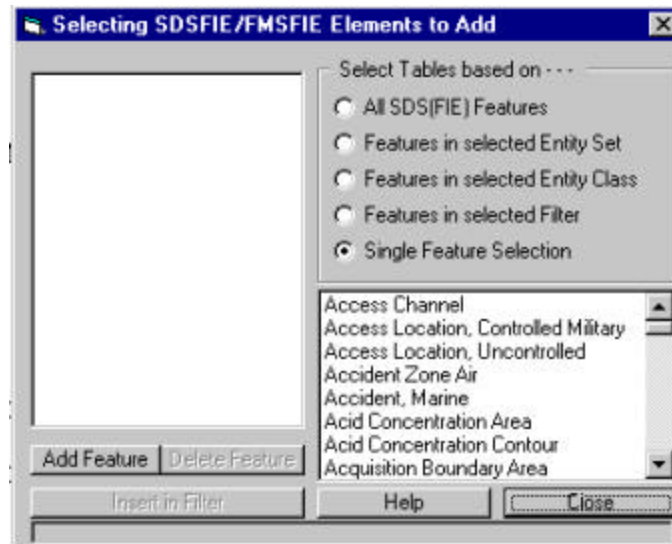 Selecting SDSFIE/FMSFIE Elements to Add
Select Tables based on - - -
All SDS(FIE) Features
Features in selected Entity Set
Features in selected Entity Class
Features in selected Filter
Single Feature Selection
Access Channel
Access Location, Controlled Military
Access Location, Uncontrolled
Accident Zone Air
Accident, Marine
Acid Concentration Area
Acid Concentration Contour
Acquisition Boundary Area
Add Feature
Delete Feature
Insert in Filter
Help
Close